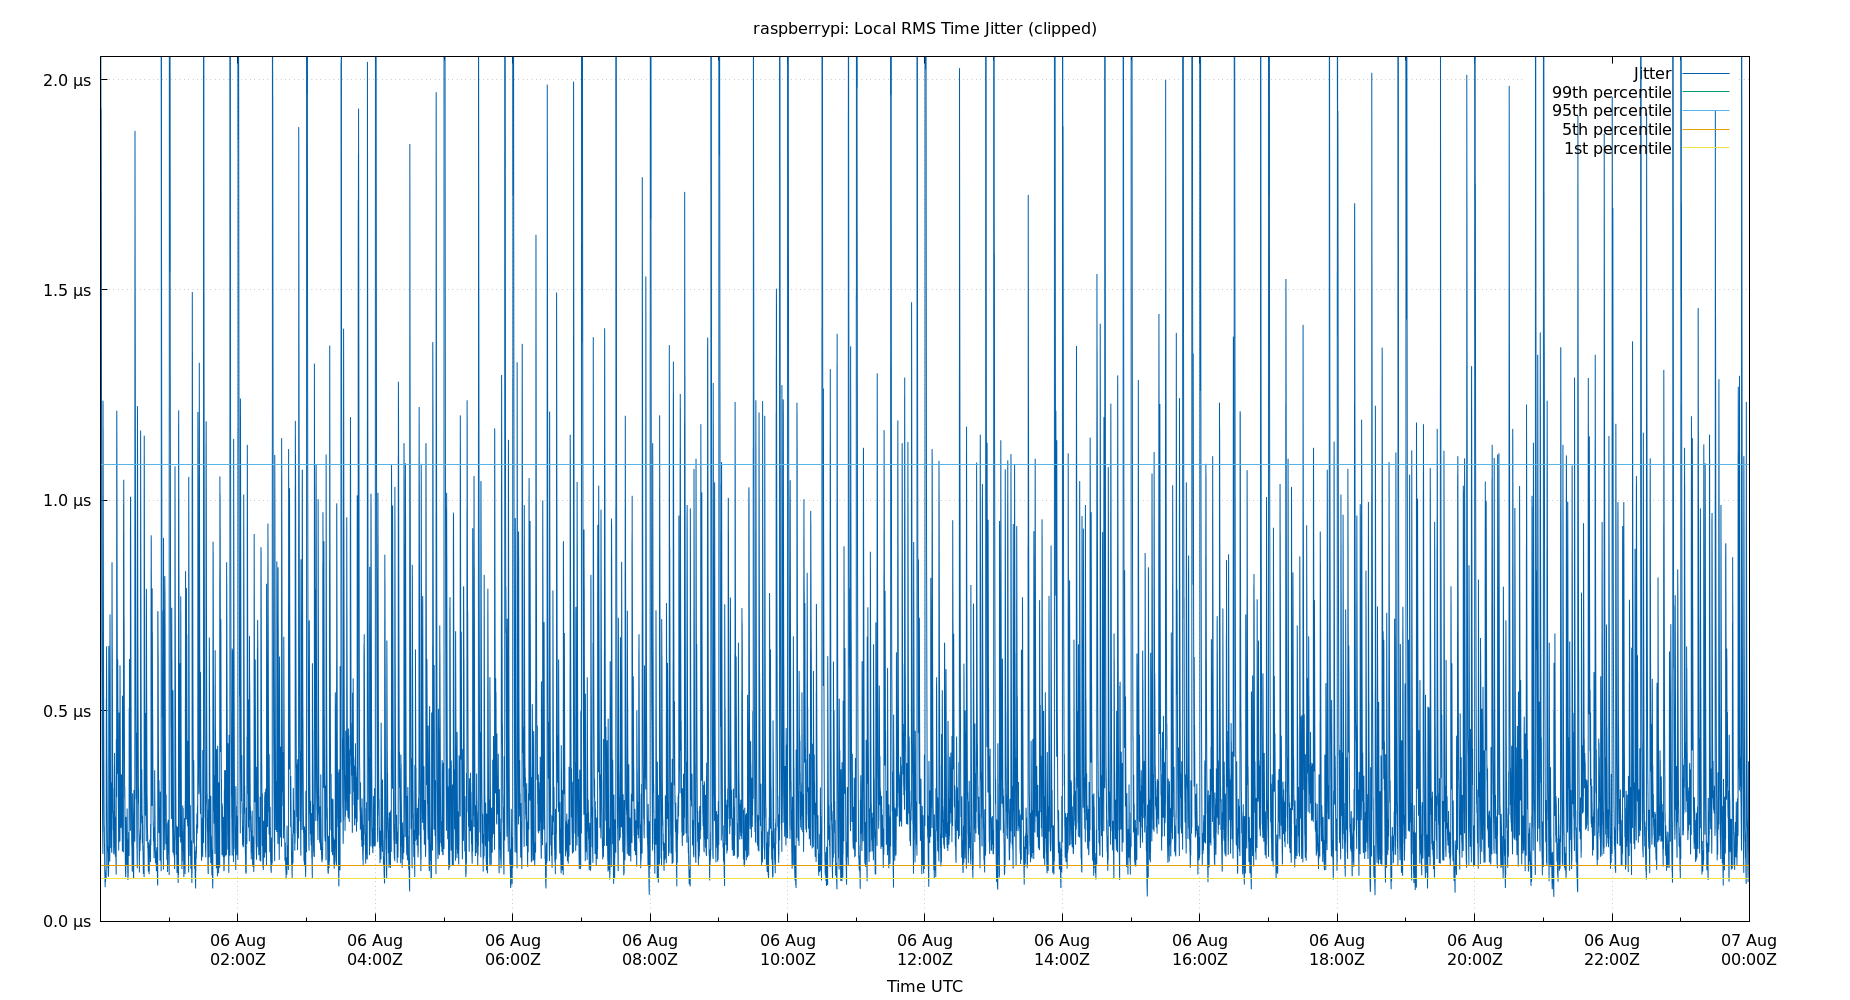 raspberrypi: Local RMS Time Jitter (clipped)
Jitter
99th percentile
95th percentile
5th percentile
1st percentile
2.0 µs
1.5 µs
1.0 µs
0.5 µs
0.0 µs
06 Aug 06 Aug 06 Aug 06 Aug 06 Aug 06 Aug 06 Aug 06 Aug 06 Aug 06 Aug 06 Aug 07 Aug
02:00Z 04:00Z 06:00Z 08:00Z 10:00Z 12:00Z 14:00Z 16:00Z 18:00Z 20:00Z 22:00Z 00:00Z
Time UTC